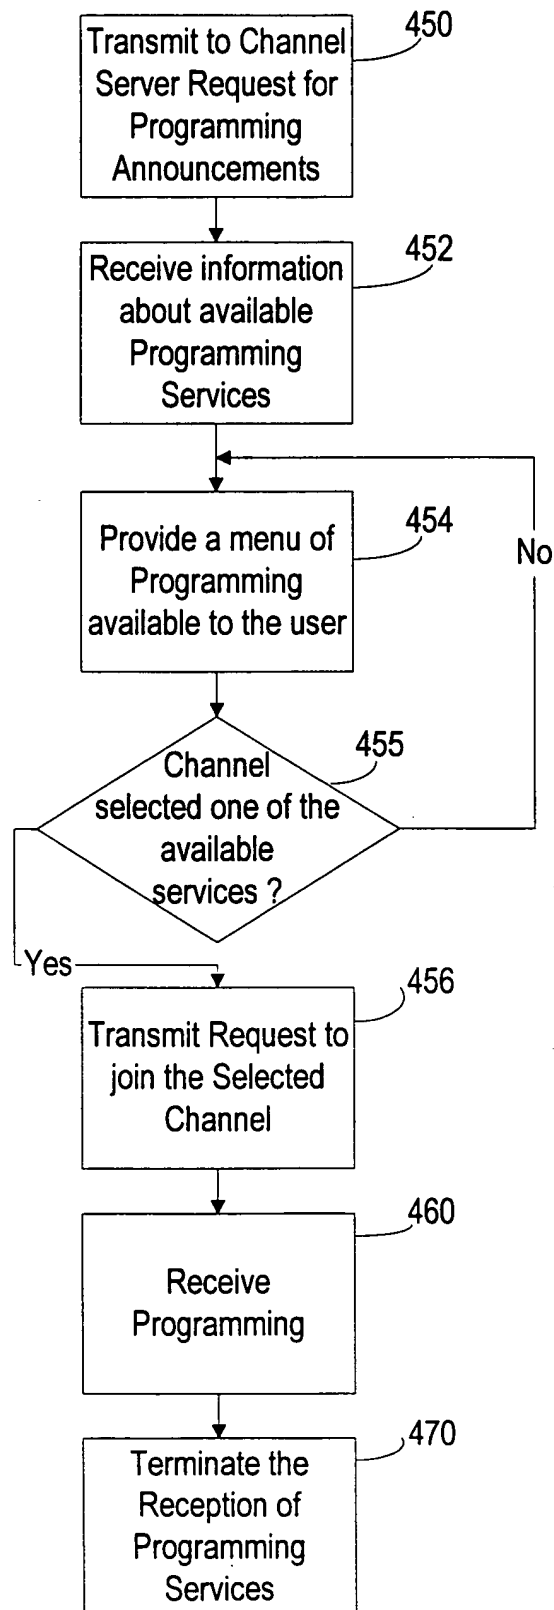 450
Transmit to Channel
Server Request for
Programming
Announcements
452
Receive information
about available
Programming
Services
454
Provide a menu of
Programming
available to the user
No
455
Channel
selected one of the
available
services ?
Yes
456
Transmit Request to
join the Selected
Channel
460
Receive
Programming
470
Terminate the
Reception of
Programming
Services